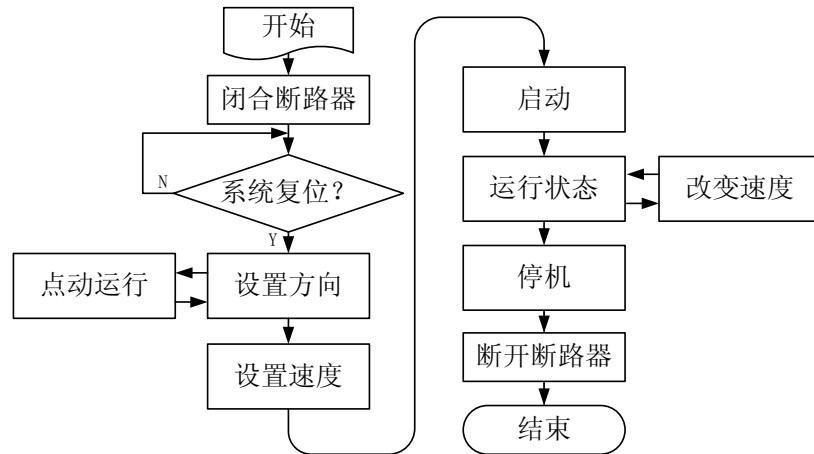 开始
闭合断路器
N
系统复位？
Y
点动运行
设置方向
设置速度
启动
运行状态
改变速度
停机
断开断路器
结束